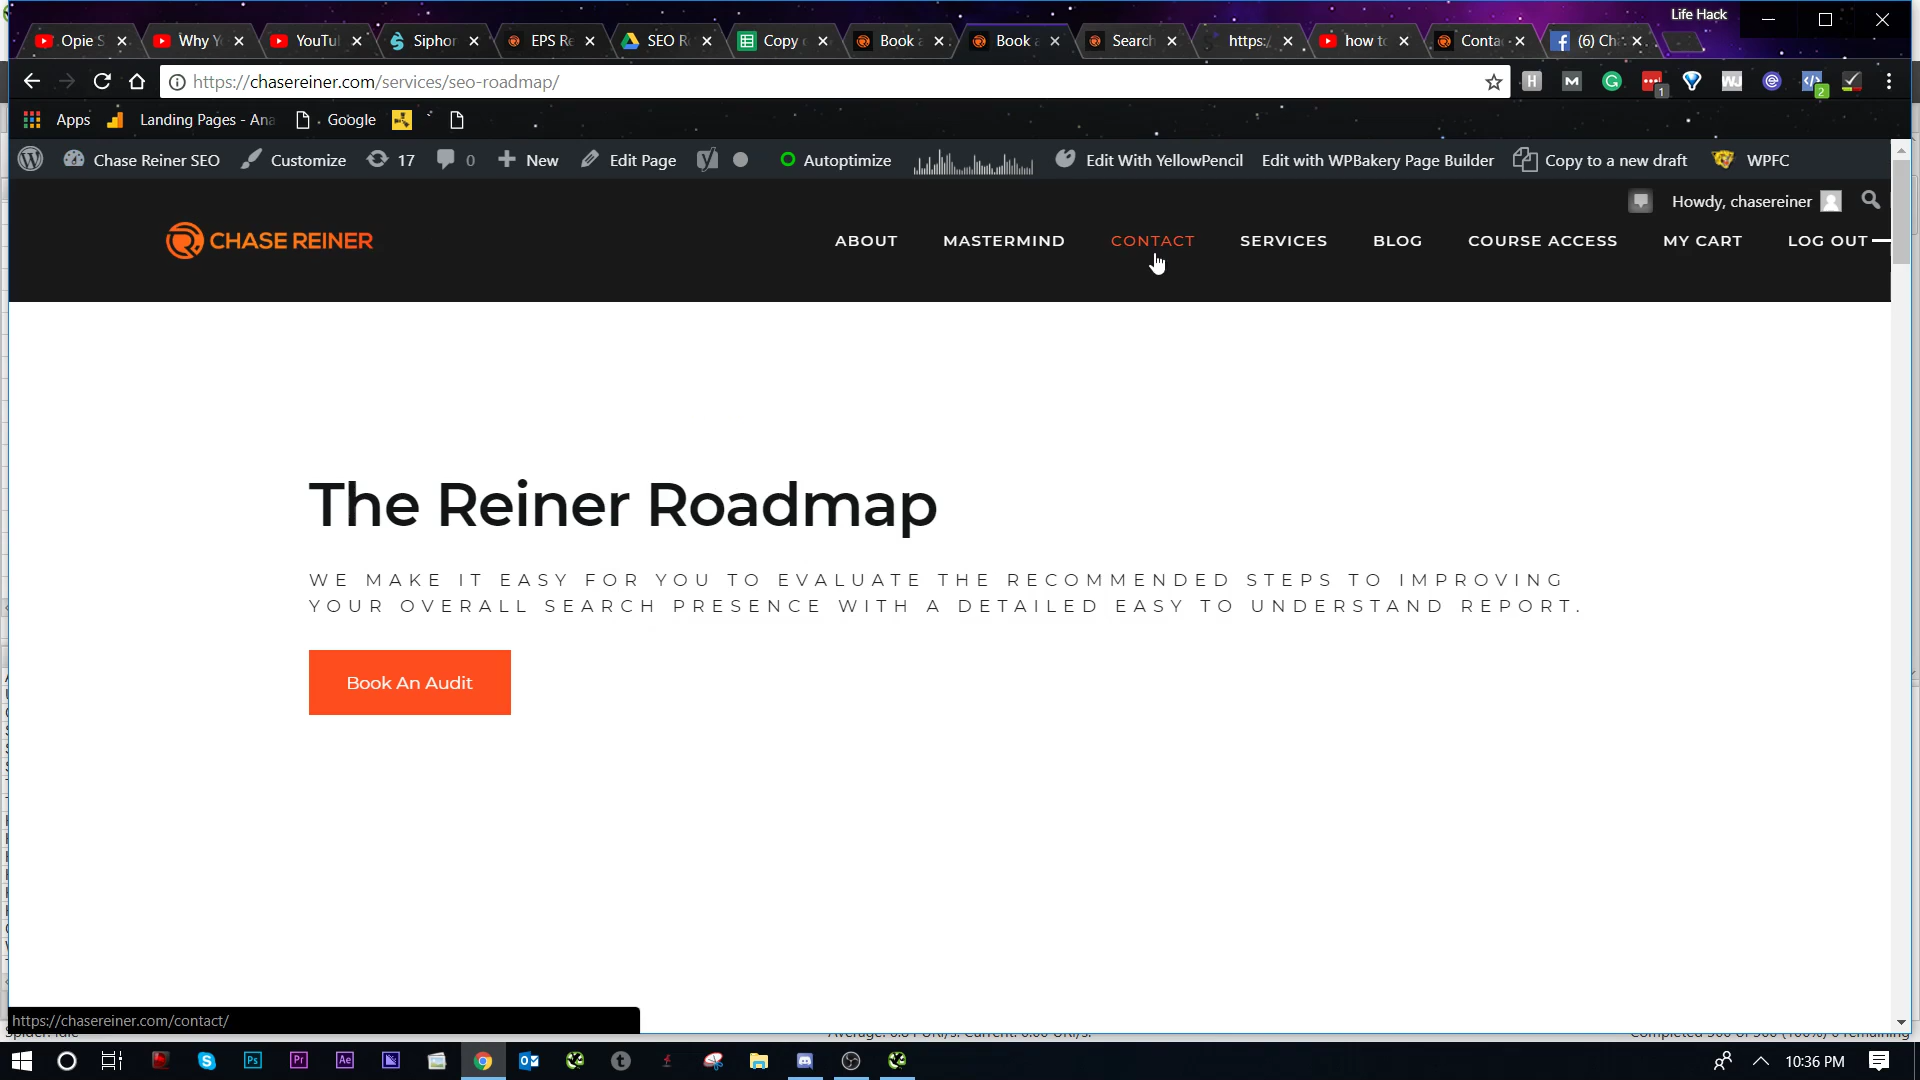 Life Hack
Opie S
Why Y
YouTu
Siphor
EPS Re
SEO R
Copy
Book
Book
Search
https:/
how to
Conta
(6) Ch
https://chasereiner.com/services/seo-roadmap/
1
2
Apps
Landing Pages - Ana
Google
Chase Reiner SEO
Customize
17
0
New
Edit Page
Autoptimize
Edit With YellowPencil
Edit with WPBakery Page Builder
Copy to a new draft
WPFC
Howdy, chasereiner
CHASE REINER
ABOUT
MASTERMIND
CONTACT
SERVICES
BLOG
COURSE ACCESS
MY CART
LOG OUT
The Reiner Roadmap
WE MAKE IT EASY FOR YOU TO EVALUATE THE RECOMMENDED STEPS TO IMPROVING
YOUR OVERALL SEARCH PRESENCE WITH A DETAILED EASY TO UNDERSTAND REPORT.
Book An Audit
https://chasereiner.com/contact/
10:36 PM